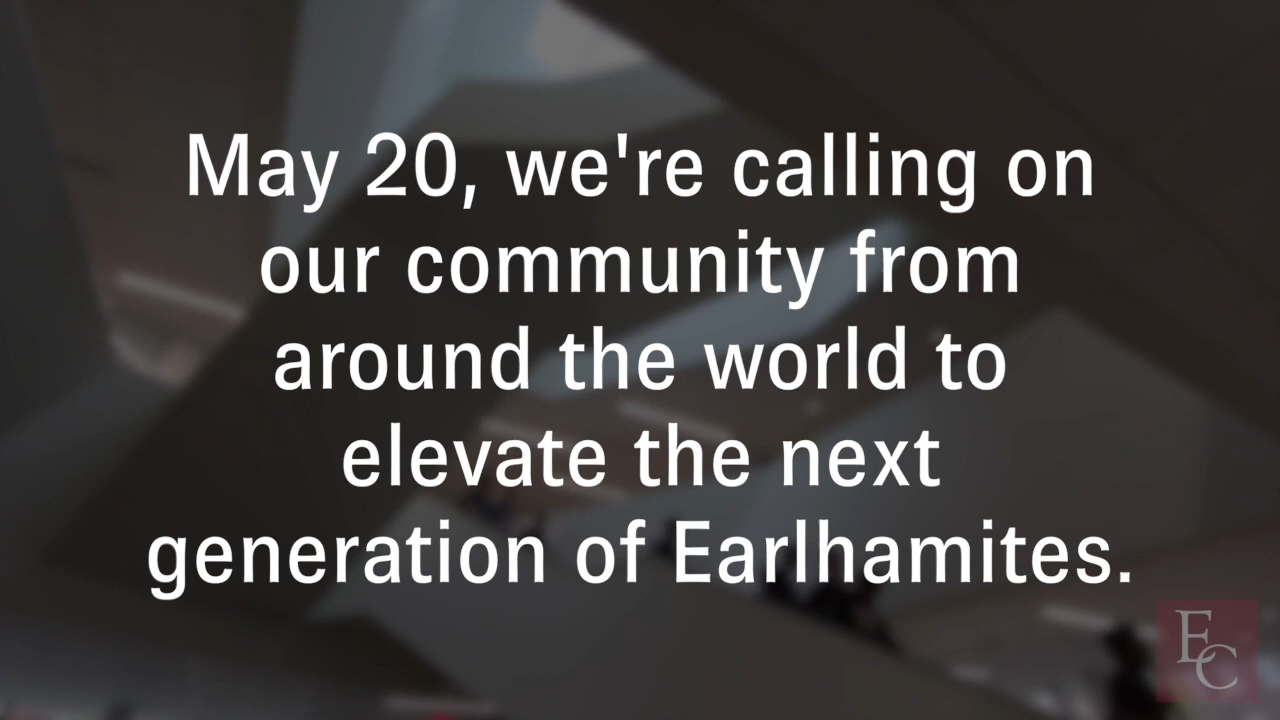 May 20, we're calling on
our community from
around the world to
elevate the next
generation of Earlhamites.
EC